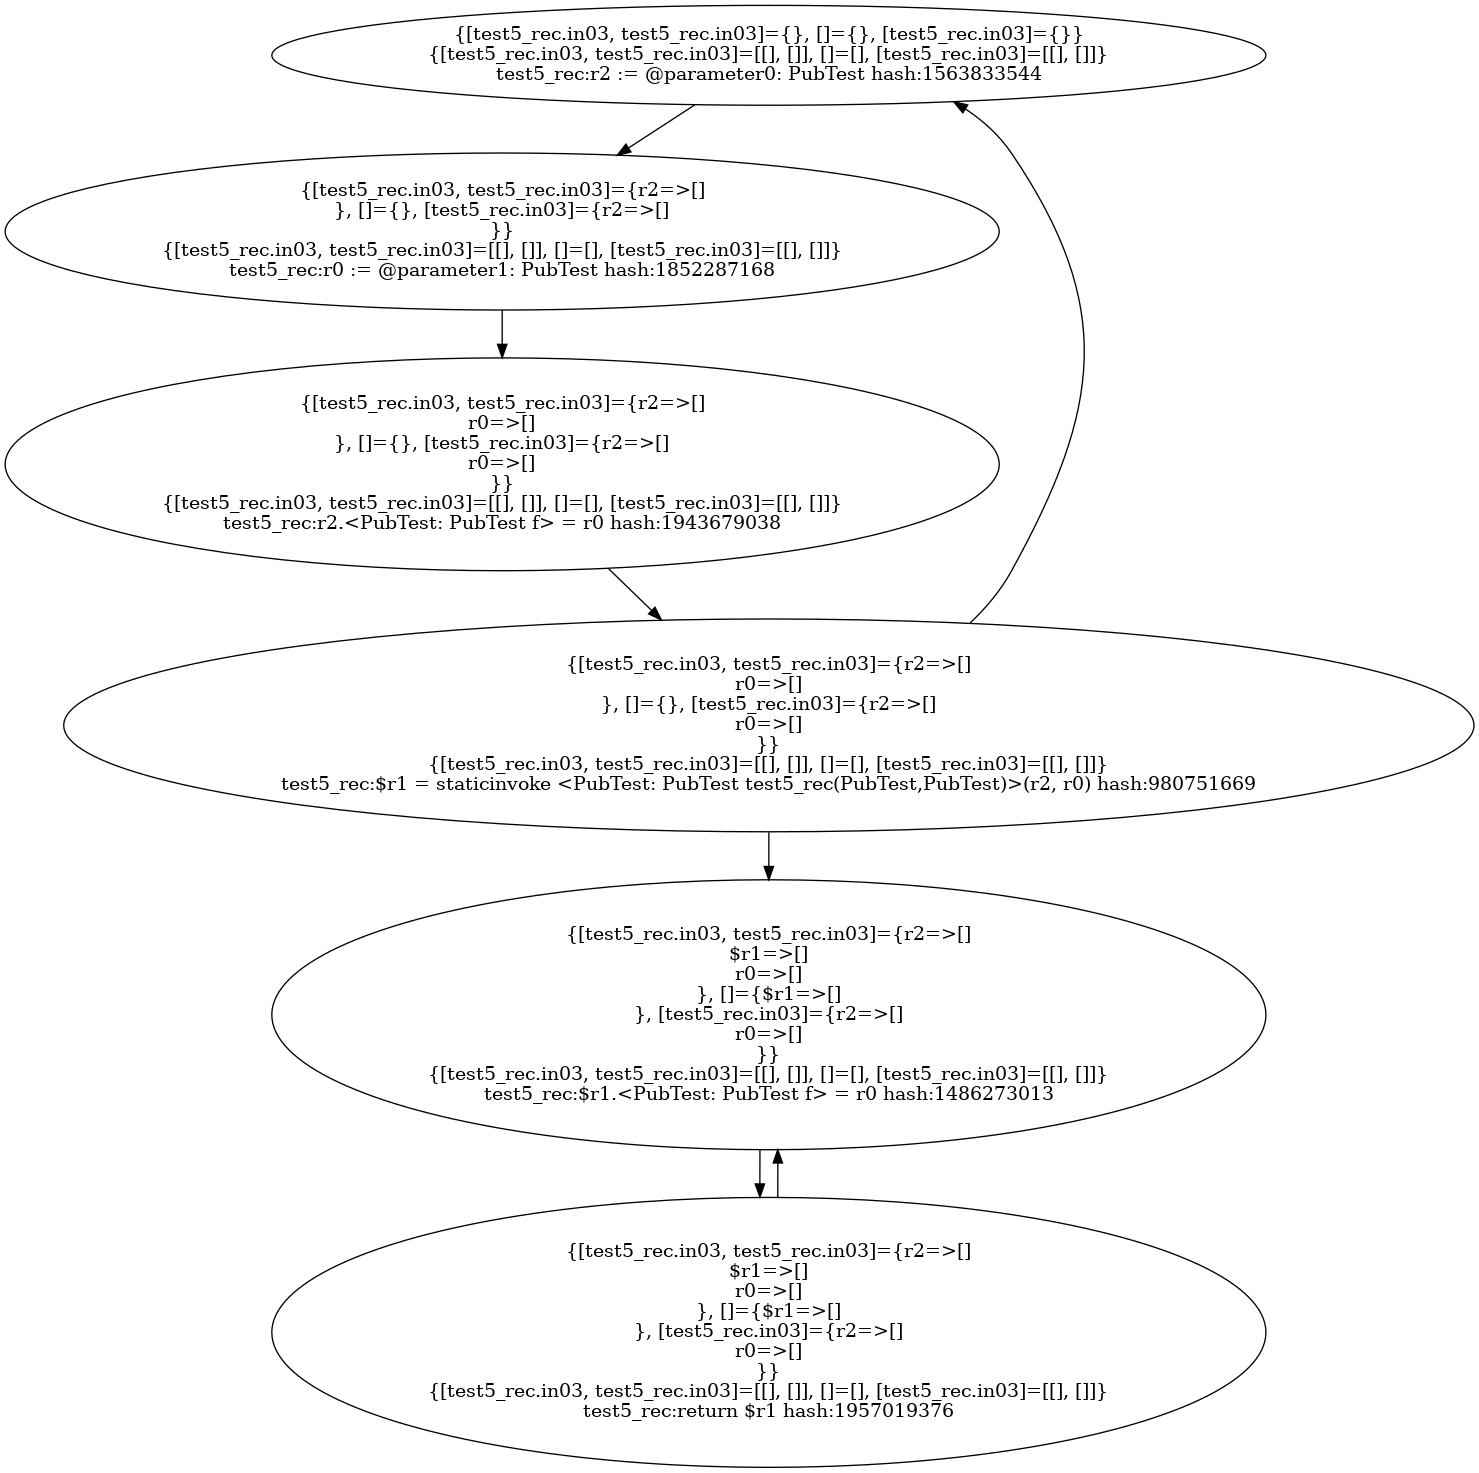 {[test5_rec.in03, test5_rec.in03]={}, []={}, [test5_rec.in03]={}}
{[test5_rec.in03, test5_rec.in03]=[[], []], []=[], [test5_rec.in03]=[[], []]}
test5_rec:r2 := @parameter0: PubTest hash:1563833544
{[test5_rec.in03, test5_rec.in03]={r2=>[]
}, []={}, [test5_rec.in03]={r2=>[]
}}
{[test5_rec.in03, test5_rec.in03]=[[], []], []=[], [test5_rec.in03]=[[], []]}
test5_rec:r0 := @parameter1: PubTest hash:1852287168
{[test5_rec.in03, test5_rec.in03]={r2=>[]
r0=>[]
}, []={}, [test5_rec.in03]={r2=>[]
r0=>[]
}}
{[test5_rec.in03, test5_rec.in03]=[[], []], []=[], [test5_rec.in03]=[[], []]}
test5_rec:r2.<PubTest: PubTest f> = r0 hash:1943679038
{[test5_rec.in03, test5_rec.in03]={r2=>[]
r0=>[]
}, []={}, [test5_rec.in03]={r2=>[]
r0=>[]
}}
{[test5_rec.in03, test5_rec.in03]=[[], []], []=[], [test5_rec.in03]=[[], []]}
test5_rec:$r1 = staticinvoke <PubTest: PubTest test5_rec(PubTest,PubTest)>(r2, r0) hash:980751669
{[test5_rec.in03, test5_rec.in03]={r2=>[]
$r1=>[]
r0=>[]
}, []={$r1=>[]
}, [test5_rec.in03]={r2=>[]
r0=>[]
}}
{[test5_rec.in03, test5_rec.in03]=[[], []], []=[], [test5_rec.in03]=[[], []]}
test5_rec:$r1.<PubTest: PubTest f> = r0 hash:1486273013
{[test5_rec.in03, test5_rec.in03]={r2=>[]
$r1=>[]
r0=>[]
}, []={$r1=>[]
}, [test5_rec.in03]={r2=>[]
r0=>[]
}}
{[test5_rec.in03, test5_rec.in03]=[[], []], []=[], [test5_rec.in03]=[[], []]}
test5_rec:return $r1 hash:1957019376